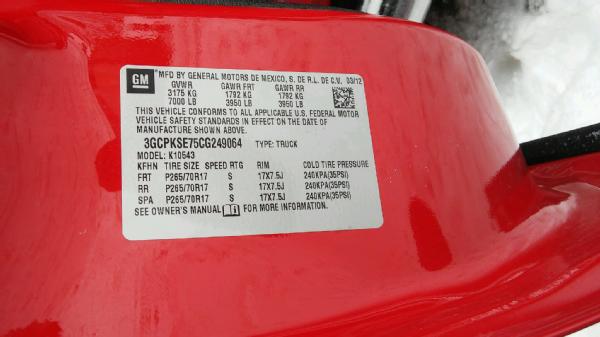 GM MFD BY GENERAL MOTORS DE MEXICO, S. DE R.L. DE C.V. 03/12
GVWR GAWR FRT GAWR RR
3175 KG 1792 KG 1792 KG
7000 LB 3950 LB 3950 LB
THIS VEHICLE CONFORMS TO ALL APPLICABLE U.S. FEDERAL MOTOR
VEHICLE SAFETY STANDARDS IN EFFECT ON THE DATE OF
MANUFACTURE SHOWN ABOVE.
3GCPKSE75CG249064 TYPE: TRUCK
MODEL: K10543
KFHN TIRE SIZE SPEED RTG RIM COLD TIRE PRESSURE
FRT P265/70R17 S 17X7.5J 240KPA(35PSI)
RR P265/70R17 S 17X7.5J 240KPA(35PSI)
SPA P265/70R17 S 17X7.5J 240KPA(35PSI)
SEE OWNER'S MANUAL FOR MORE INFORMATION.